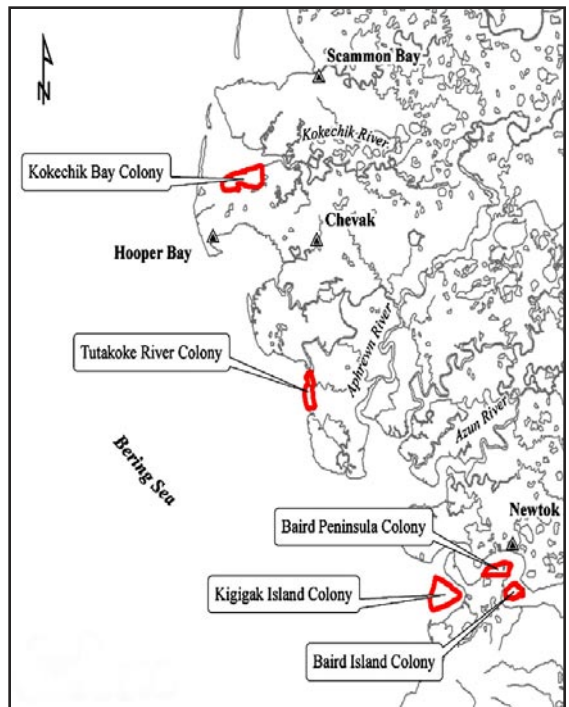 N
Scammon Bay
Kokechik River
Kokechik Bay Colony
Chevak
Hooper Bay
Tutakoke River Colony
Aphrewn River
Azun River
Bering Sea
Newtok
Baird Peninsula Colony
Kigigak Island Colony
Baird Island Colony